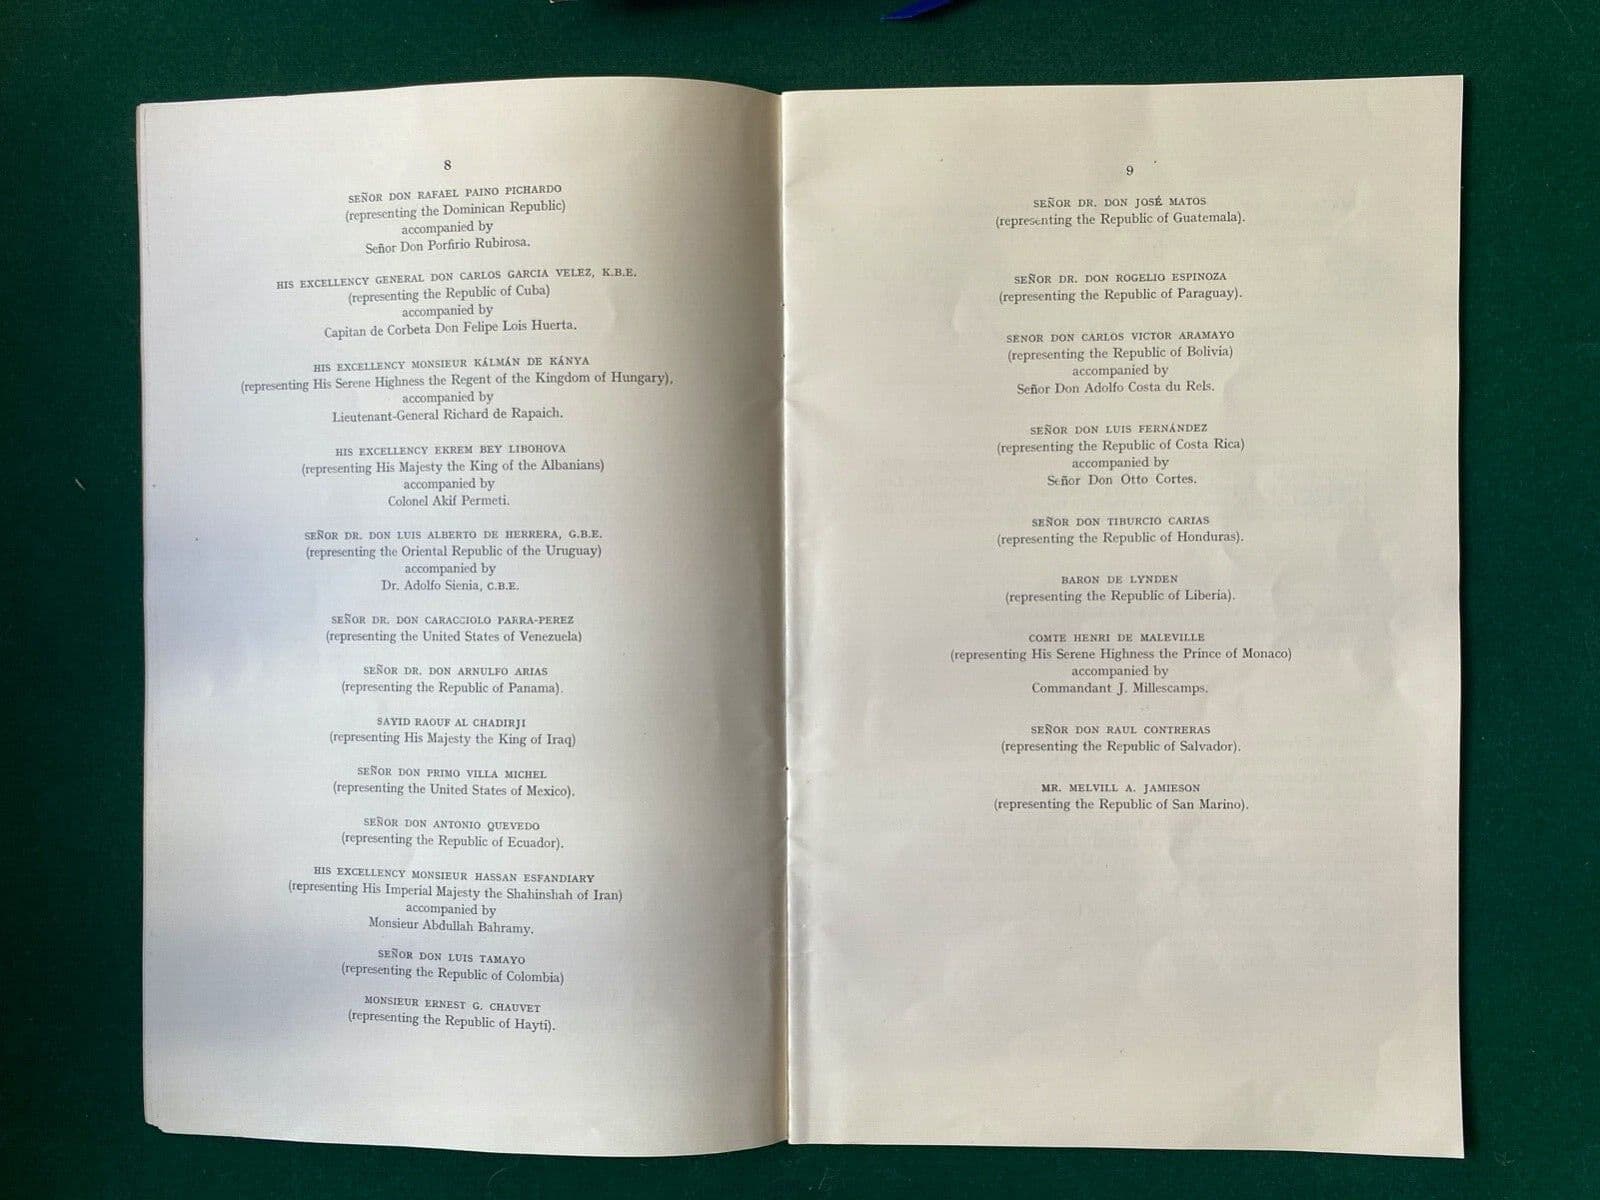 8
SEÑOR DON RAFAEL PAINO PICHARDO
(representing the Dominican Republic)
accompanied by
Señor Don Porfirio Rubirosa.
HIS EXCELLENCY GENERAL DON CARLOS GARCIA VELEZ, K.B.E.
(representing the Republic of Cuba)
accompanied by
Capitan de Corbeta Don Felipe Lois Huerta.
HIS EXCELLENCY MONSIEUR KÁLMÁN DE KÁNYA
(representing His Serene Highness the Regent of the Kingdom of Hungary),
accompanied by
Lieutenant-General Richard de Rapaich.
HIS EXCELLENCY EKREM BEY LIBOHOVA
(representing His Majesty the King of the Albanians)
accompanied by
Colonel Akif Permeti.
SEÑOR DR. DON LUIS ALBERTO DE HERRERA, G.B.E.
(representing the Oriental Republic of the Uruguay)
accompanied by
Dr. Adolfo Sienia, C.B.E.
SEÑOR DR. DON CARACCIOLO PARRA-PEREZ
(representing the United States of Venezuela)
SEÑOR DR. DON ARNULFO ARIAS
(representing the Republic of Panama).
SAYID RAOUF AL CHADIRJI
(representing His Majesty the King of Iraq)
SEÑOR DON PRIMO VILLA MICHEL
(representing the United States of Mexico).
SEÑOR DON ANTONIO QUEVEDO
(representing the Republic of Ecuador).
HIS EXCELLENCY MONSIEUR HASSAN ESFANDIARY
(representing His Imperial Majesty the Shahinshah of Iran)
accompanied by
Monsieur Abdullah Bahramy.
SEÑOR DON LUIS TAMAYO
(representing the Republic of Colombia)
MONSIEUR ERNEST G. CHAUVET
(representing the Republic of Hayti).
9
SEÑOR DR. DON JOSÉ MATOS
(representing the Republic of Guatemala).
SEÑOR DR. DON ROGELIO ESPINOZA
(representing the Republic of Paraguay).
SENOR DON CARLOS VICTOR ARAMAYO
(representing the Republic of Bolivia)
accompanied by
Señor Don Adolfo Costa du Rels.
SEÑOR DON LUIS FERNÁNDEZ
(representing the Republic of Costa Rica)
accompanied by
Señor Don Otto Cortes.
SEÑOR DON TIBURCIO CARIAS
(representing the Republic of Honduras).
BARON DE LYNDEN
(representing the Republic of Liberia).
COMTE HENRI DE MALEVILLE
(representing His Serene Highness the Prince of Monaco)
accompanied by
Commandant J. Millescamps.
SEÑOR DON RAUL CONTRERAS
(representing the Republic of Salvador).
MR. MELVILL A. JAMIESON
(representing the Republic of San Marino).